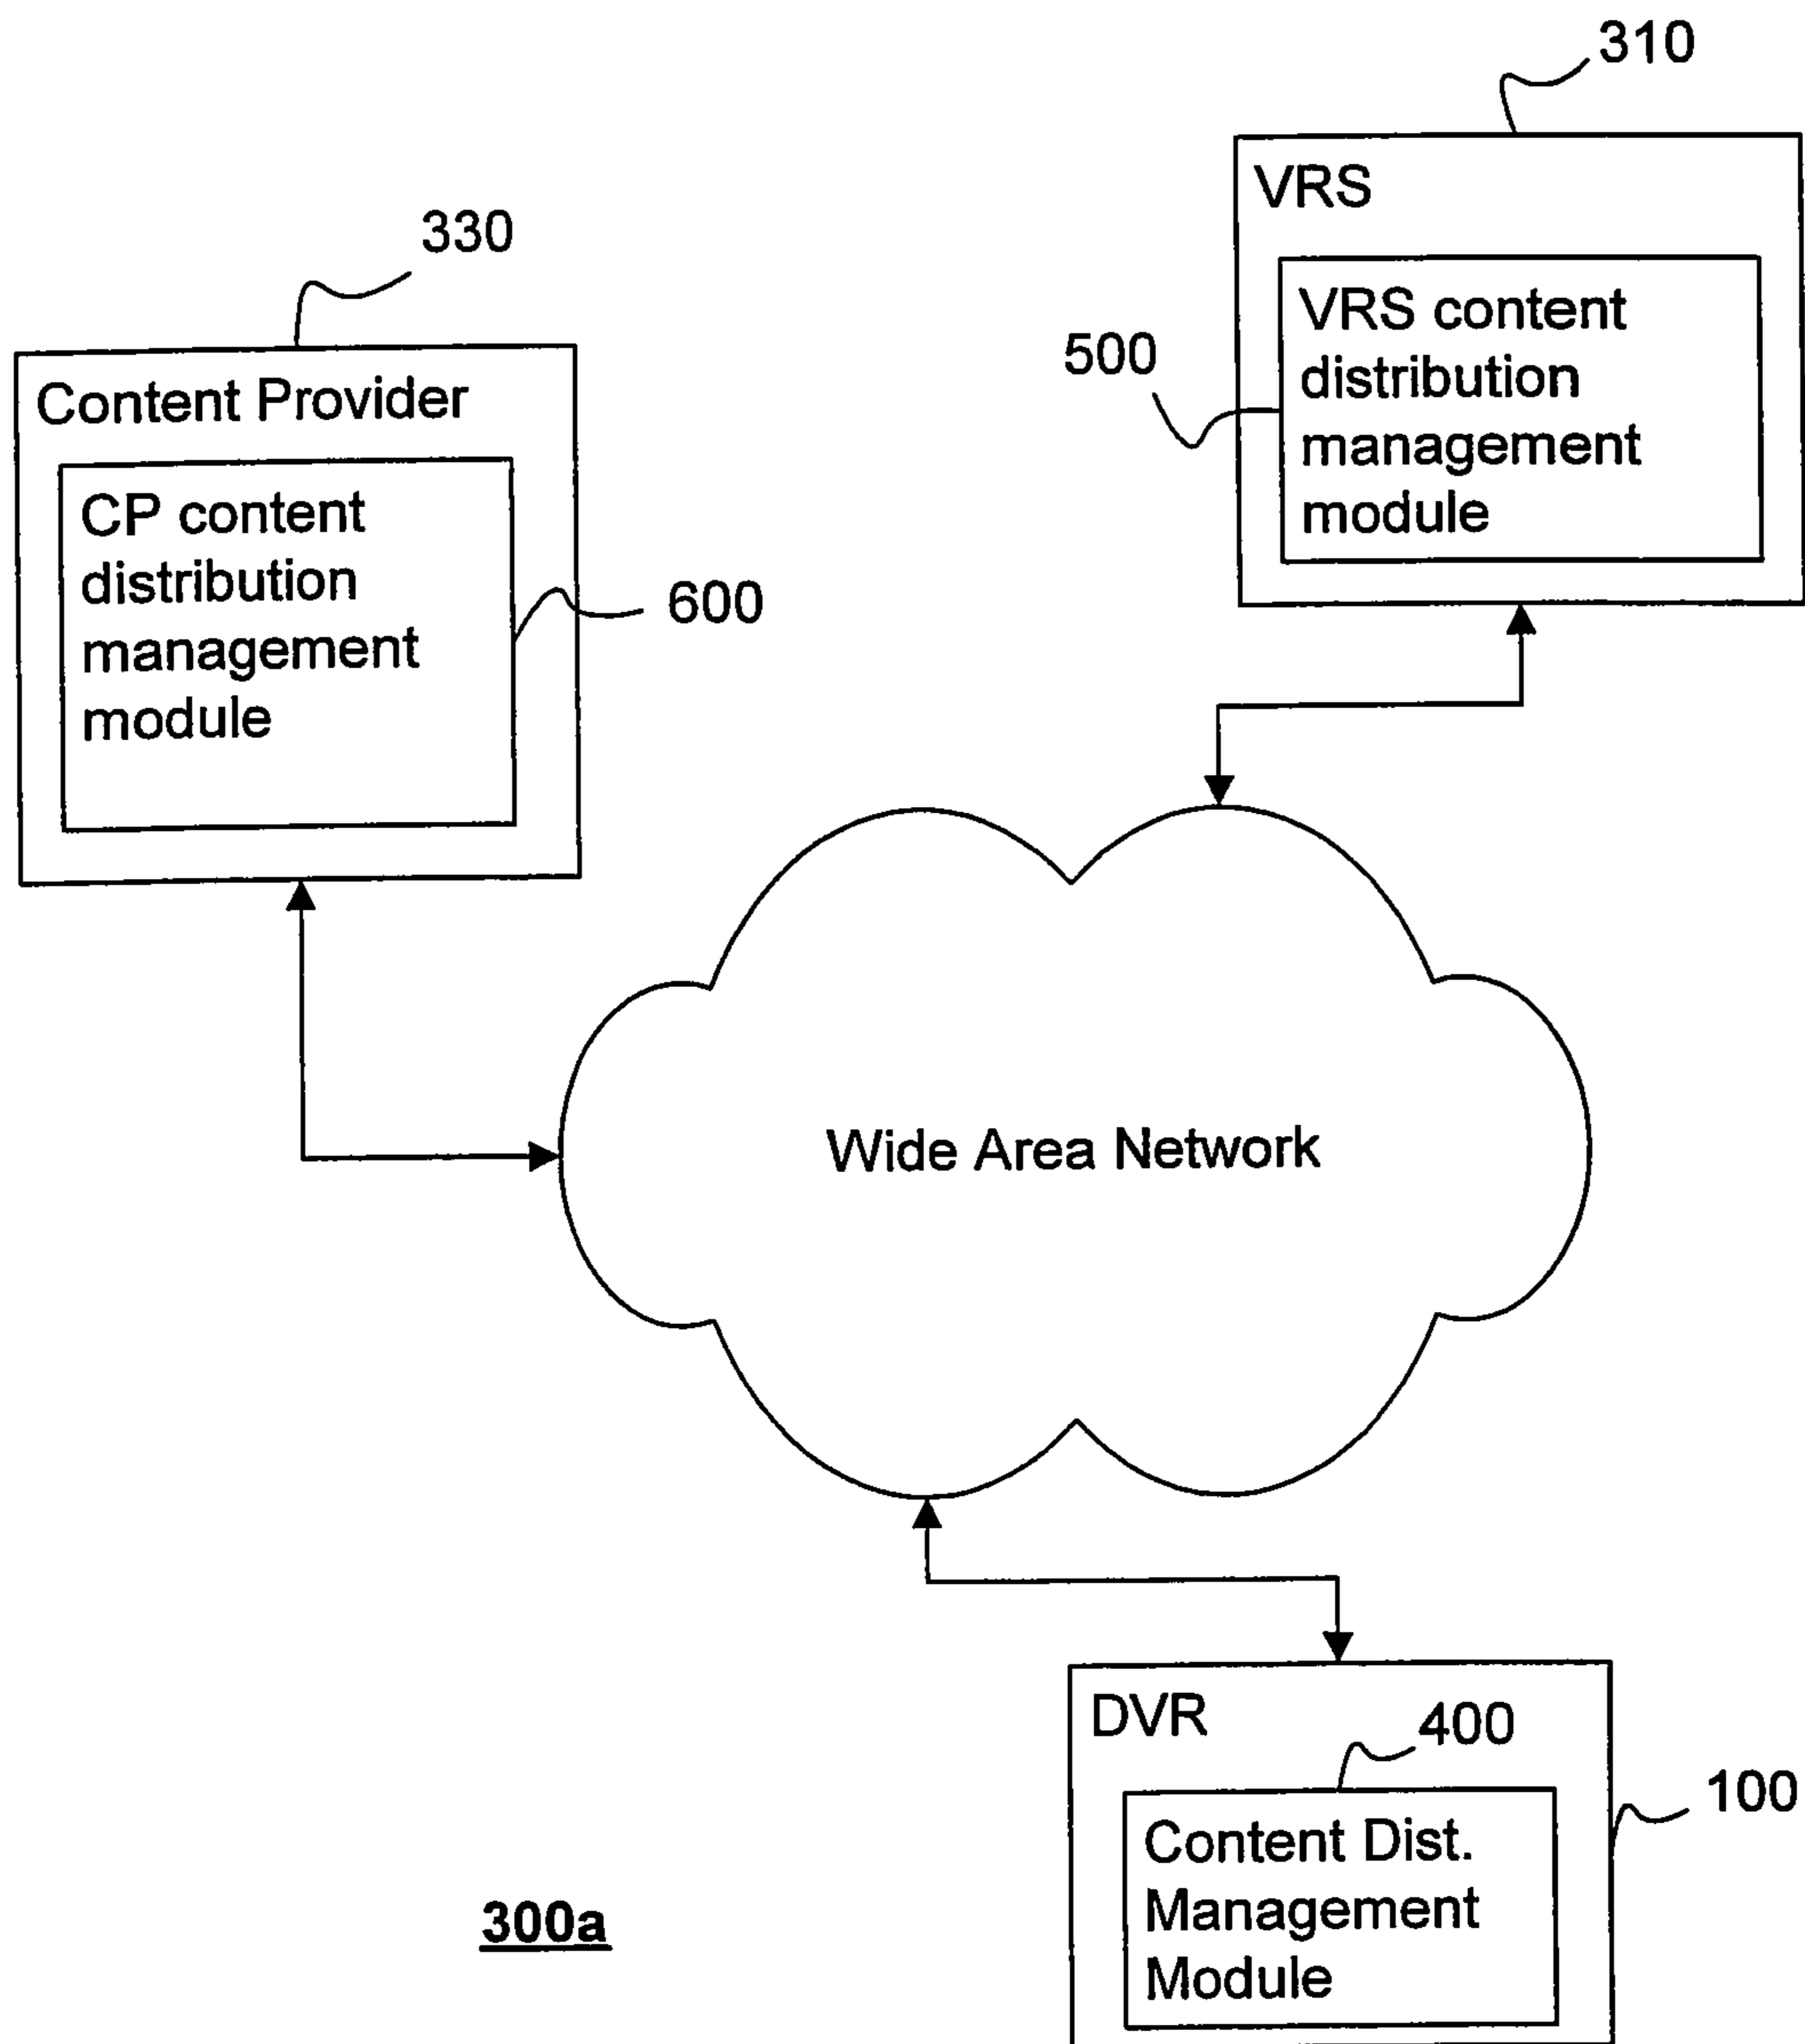 310
VRS
330
VRS content
distribution
management
module
500
Content Provider
CP content
distribution
management
module
600
Wide Area Network
DVR
400
100
Content Dist.
Management
Module
300a